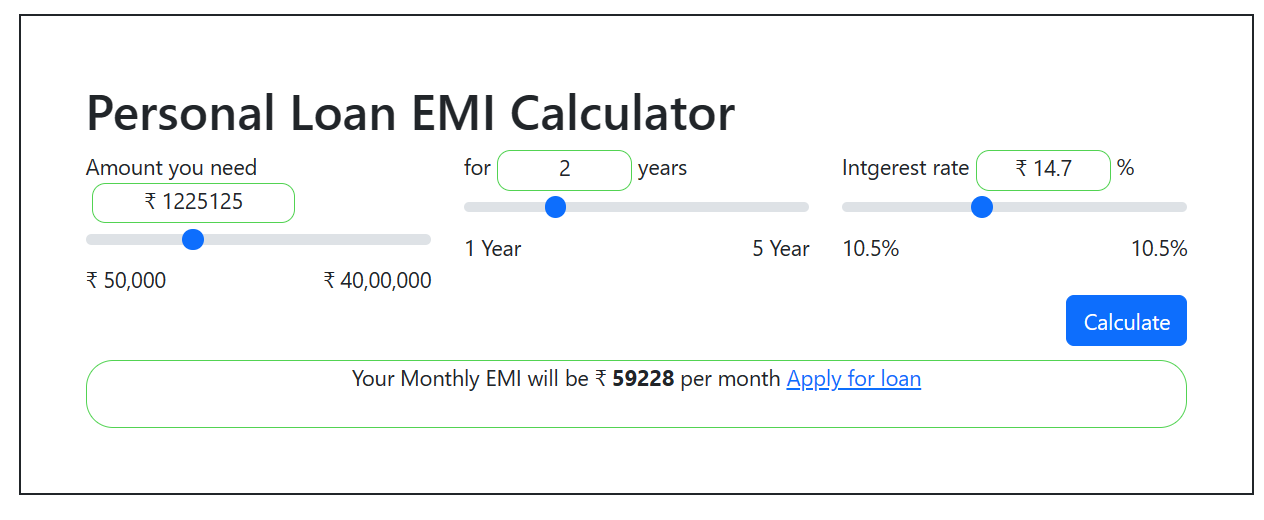 Personal Loan EMI Calculator
Amount you need
₹ 1225125
₹ 50,000 ₹ 40,00,000
for 2 years
1 Year 5 Year
Intgerest rate ₹ 14.7 %
10.5% 10.5%
Calculate
Your Monthly EMI will be ₹ 59228 per month Apply for loan